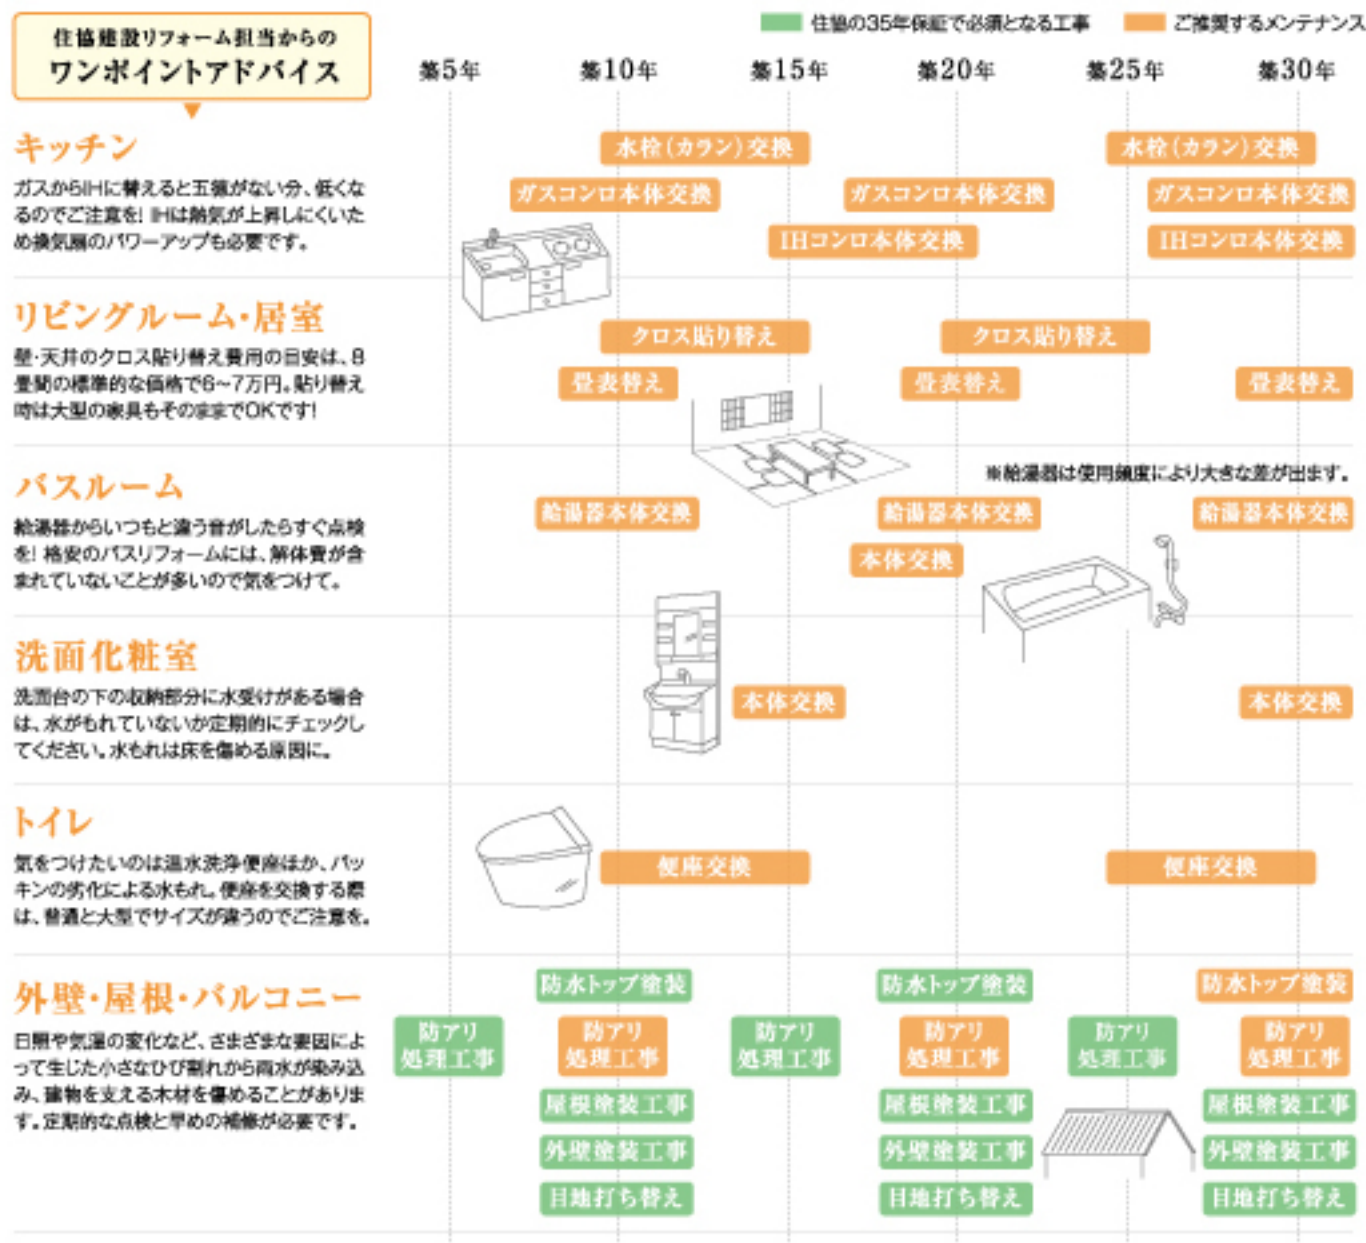 住協の35年保証で必須となる工事 ご推奨するメンテナンス
住協建設リフォーム担当からの
ワンポイントアドバイス
築5年 築10年 築15年 築20年 築25年 築30年
キッチン
ガスからIHに替えると五徳がない分、低くな
るのでご注意を! IHは熱気が上昇しにくいた
め換気扇のパワーアップも必要です。
水栓(カラン)交換 水栓(カラン)交換
ガスコンロ本体交換 ガスコンロ本体交換 ガスコンロ本体交換
IHコンロ本体交換 IHコンロ本体交換
リビングルーム・居室
壁・天井のクロス貼り替え費用の目安は、8
畳間の標準的な価格で6〜7万円。貼り替え
時は大型の家具もそのままでOKです!
クロス貼り替え クロス貼り替え
畳表替え 畳表替え 畳表替え
バスルーム
給湯器からいつもと違う音がしたらすぐ点検
を! 格安のバスリフォームには、解体費が含
まれていないことが多いので気をつけて。
※給湯器は使用頻度により大きな差が出ます。
給湯器本体交換 給湯器本体交換 給湯器本体交換
本体交換
洗面化粧室
洗面台の下の収納部分に水受けがある場合
は、水がもれていないか定期的にチェックし
てください。水もれは床を傷める原因に。
本体交換 本体交換
トイレ
気をつけたいのは温水洗浄便座ほか、パッ
キンの劣化による水もれ。便座を交換する際
は、普通と大型でサイズが違うのでご注意を。
便座交換 便座交換
外壁・屋根・バルコニー
日照や気温の変化など、さまざまな要因によ
って生じた小さなひび割れから雨水が染み込
み、建物を支える木材を傷めることがありま
す。定期的な点検と早めの補修が必要です。
防水トップ塗装 防水トップ塗装 防水トップ塗装
防アリ 防アリ 防アリ 防アリ 防アリ 防アリ
処理工事 処理工事 処理工事 処理工事 処理工事 処理工事
屋根塗装工事 屋根塗装工事 屋根塗装工事
外壁塗装工事 外壁塗装工事 外壁塗装工事
目地打ち替え 目地打ち替え 目地打ち替え